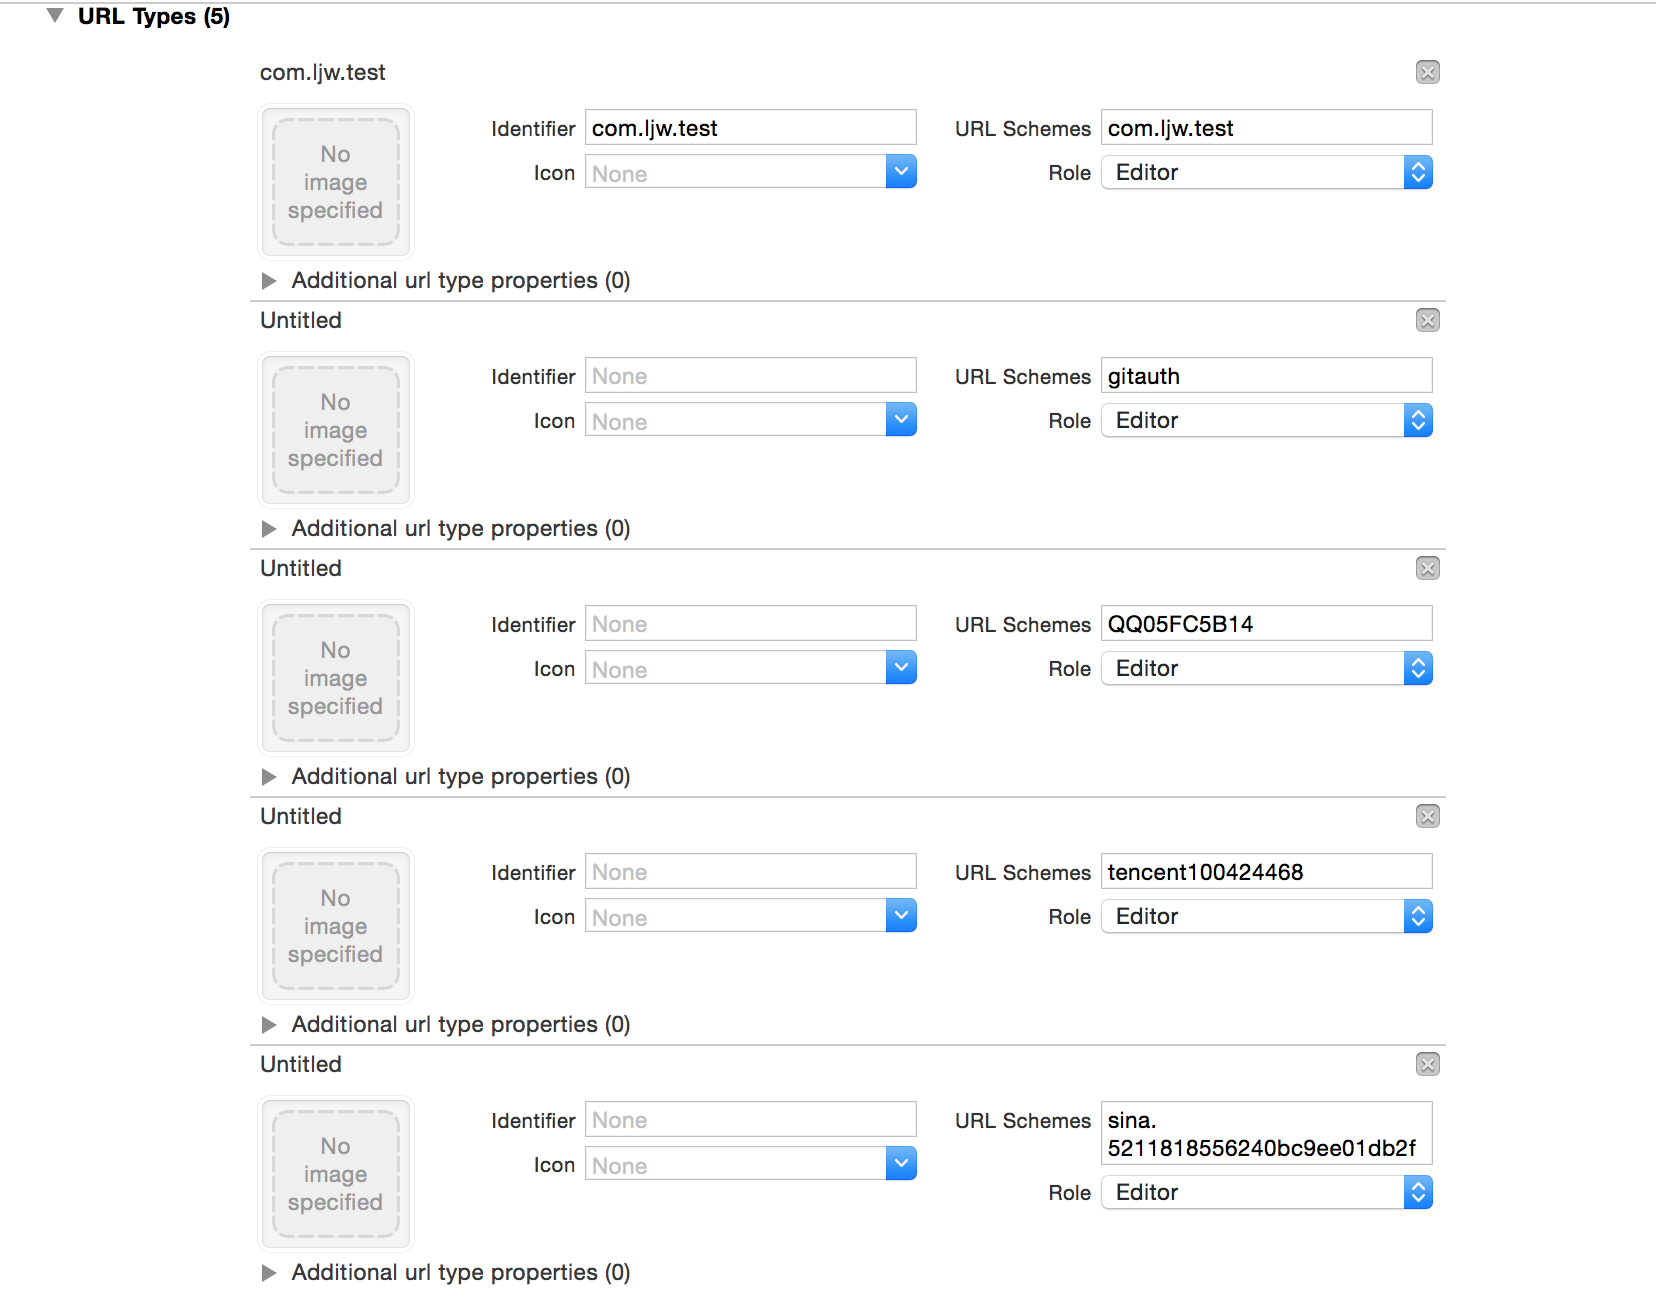 URL Types (5)
com.ljw.test
No
image
specified
Identifier com.ljw.test URL Schemes com.ljw.test
Icon None Role Editor
Additional url type properties (0)
Untitled
No
image
specified
Identifier None URL Schemes gitauth
Icon None Role Editor
Additional url type properties (0)
Untitled
No
image
specified
Identifier None URL Schemes QQ05FC5B14
Icon None Role Editor
Additional url type properties (0)
Untitled
No
image
specified
Identifier None URL Schemes tencent100424468
Icon None Role Editor
Additional url type properties (0)
Untitled
No
image
specified
Identifier None URL Schemes sina.
5211818556240bc9ee01db2f
Icon None Role Editor
Additional url type properties (0)